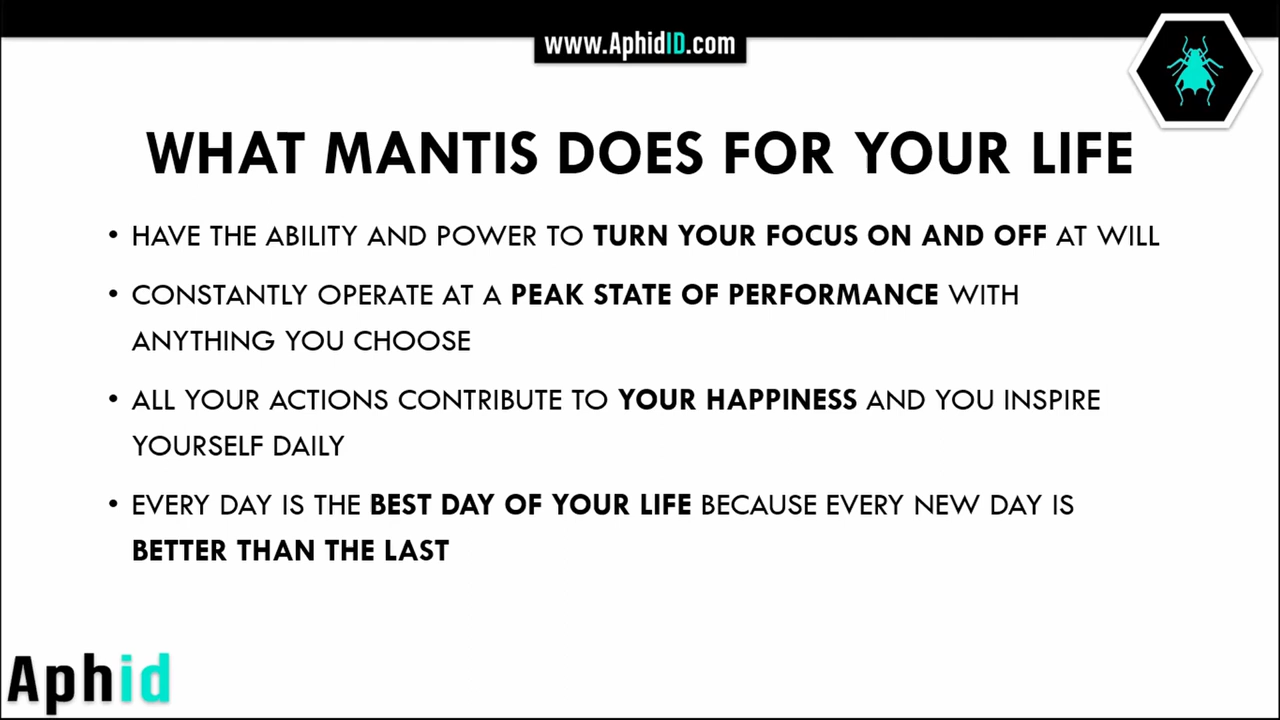 www.AphidID.com
WHAT MANTIS DOES FOR YOUR LIFE
• HAVE THE ABILITY AND POWER TO TURN YOUR FOCUS ON AND OFF AT WILL
• CONSTANTLY OPERATE AT A PEAK STATE OF PERFORMANCE WITH
ANYTHING YOU CHOOSE
• ALL YOUR ACTIONS CONTRIBUTE TO YOUR HAPPINESS AND YOU INSPIRE
YOURSELF DAILY
• EVERY DAY IS THE BEST DAY OF YOUR LIFE BECAUSE EVERY NEW DAY IS
BETTER THAN THE LAST
Aphid